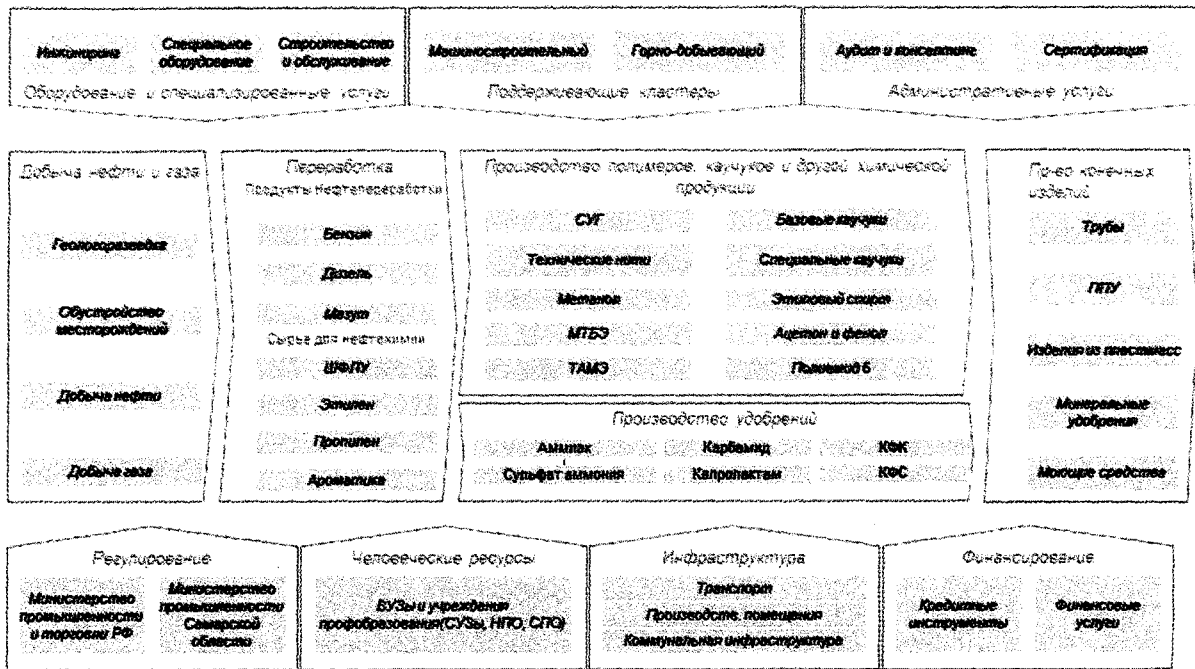 Инжиниринг
Специальное
оборудование
Строительство
и обслуживание
Оборудование и специализированные услуги
Машиностроительный
Горно-добывающий
Поддерживающие кластеры
Аудит и консалтинг
Сертификация
Административные услуги
Добыча нефти и газа
Геологоразведка
Обустройство
месторождений
Добыча нефти
Добыча газа
Переработка
Продукты Нефтепереработки
Бензин
Дизель
Мазут
Сырье для нефтехимии
ШФЛУ
Этилен
Пропилен
Ароматика
Производство полимеров, каучуков и другой химической
продукции
СУГ
Базовые каучуки
Технические нити
Специальные каучуки
Метанол
Этиловый спирт
МТБЭ
Ацетон и фенол
ТАМЭ
Полиамид 6
Производство удобрений
Аммиак
Карбамид
КФК
Сульфат аммония
Капролактам
КФС
Пр-во конечных
изделий
Трубы
ППУ
Изделия из пластмасс
Минеральные
удобрения
Моющие средства
Регулирование
Министерство
промышленности
и торговли РФ
Министерство
промышленности
Самарской
области
Человеческие ресурсы
ВУЗы и учреждения
профобразования(СУЗы, НПО, СПО)
Инфраструктура
Транспорт
Производств. помещения
Коммунальная инфраструктура
Финансирование
Кредитные
инструменты
Финансовые
услуги